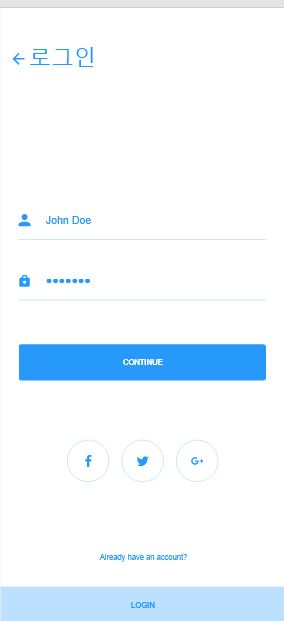 로그인
John Doe
CONTINUE
Already have an account?
LOGIN